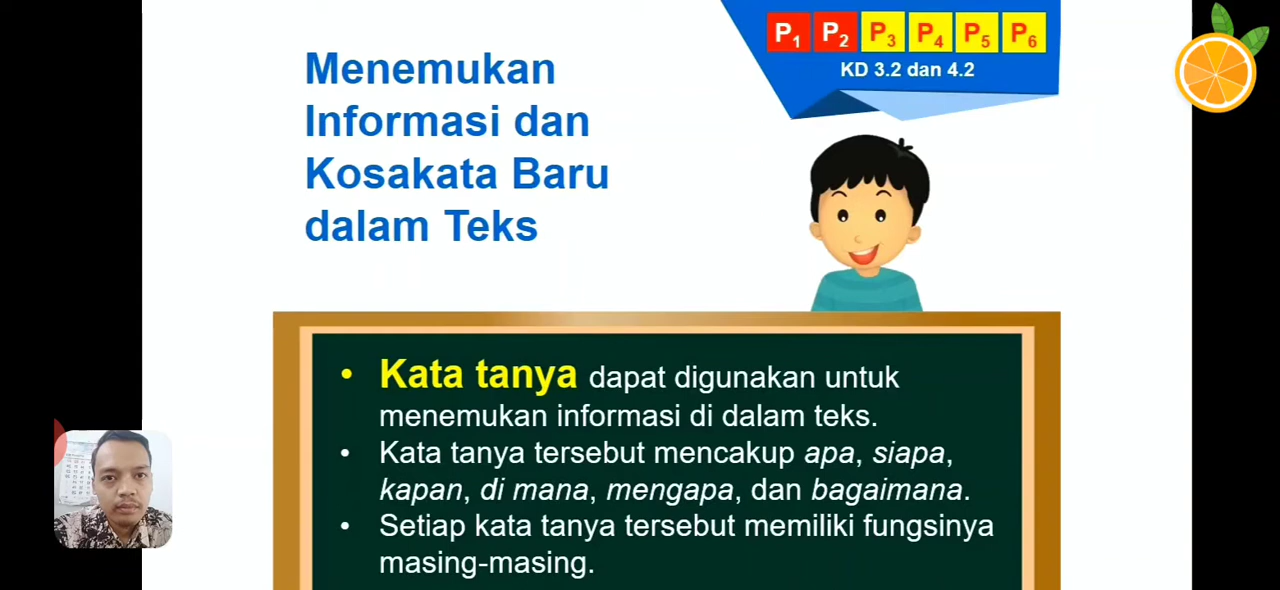 Menemukan
Informasi dan
Kosakata Baru
dalam Teks
P1 P2 P3 P4 P5 P6
KD 3.2 dan 4.2
• Kata tanya dapat digunakan untuk
menemukan informasi di dalam teks.
• Kata tanya tersebut mencakup apa, siapa,
kapan, di mana, mengapa, dan bagaimana.
• Setiap kata tanya tersebut memiliki fungsinya
masing-masing.